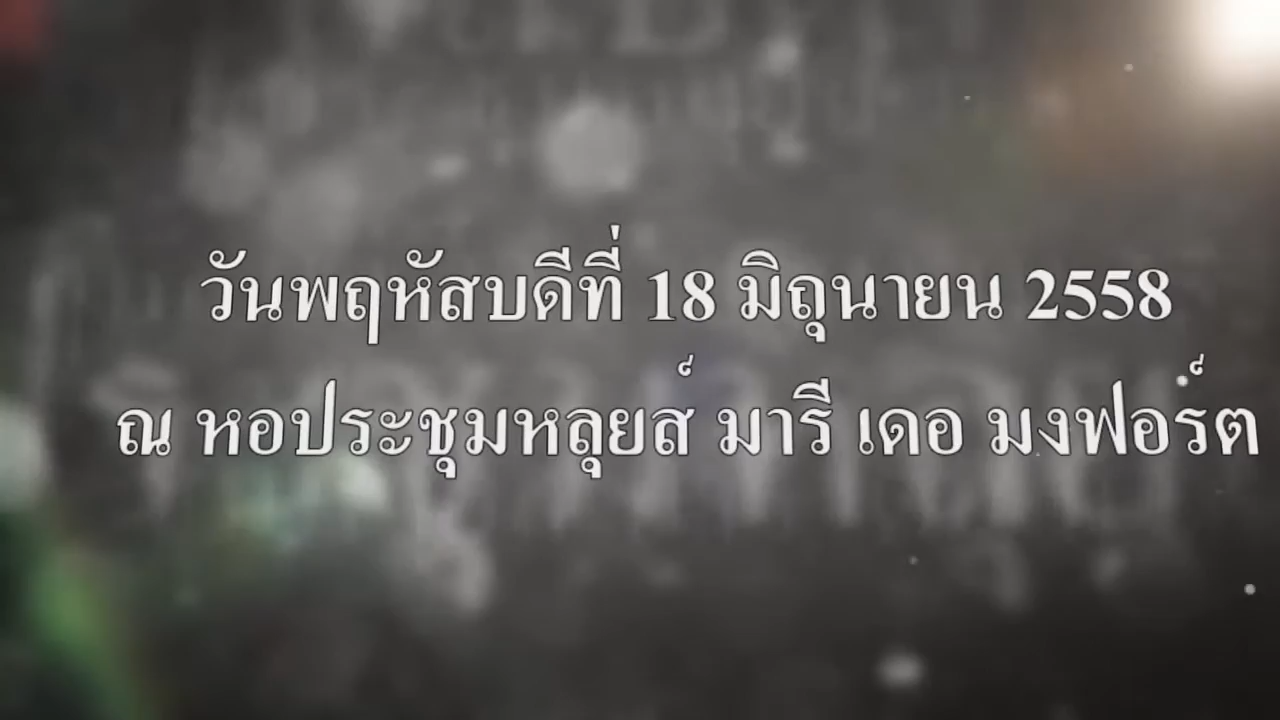 วันพฤหัสบดีที่ 18 มิถุนายน 2558
ณ หอประชุมหลุยส์ มารี เดอ มงฟอร์ต